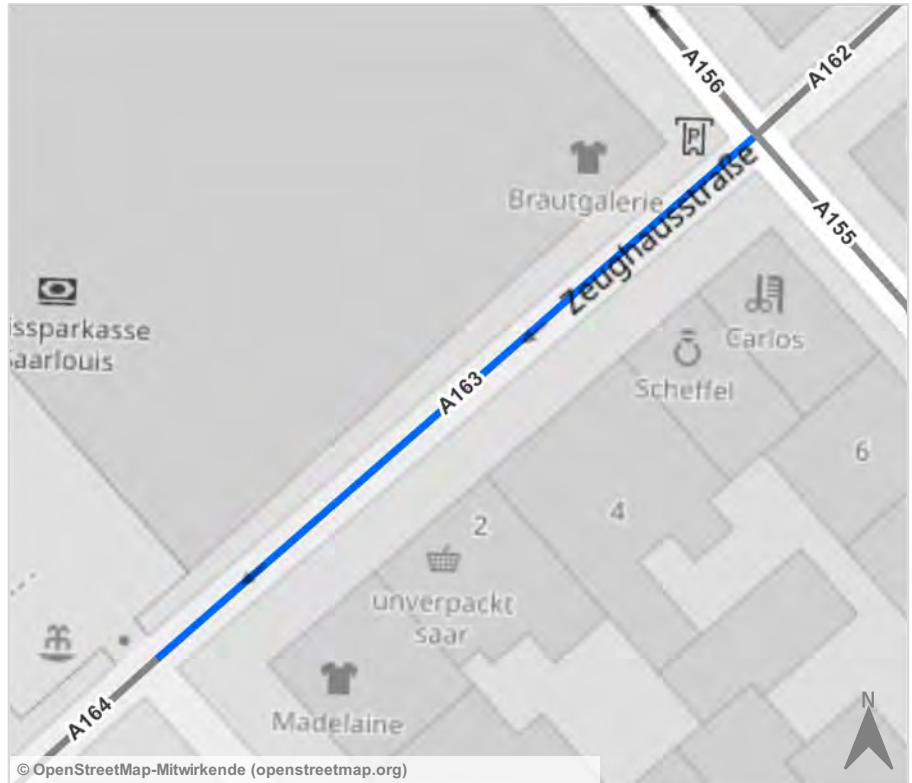 A156
A162
P
Brautgalerie
Zeughausstraße
A155
issparkasse
aarlouis
Carlos
Scheffel
A163
6
2
4
unverpackt
saar
Madelaine
A164
N
© OpenStreetMap-Mitwirkende (openstreetmap.org)